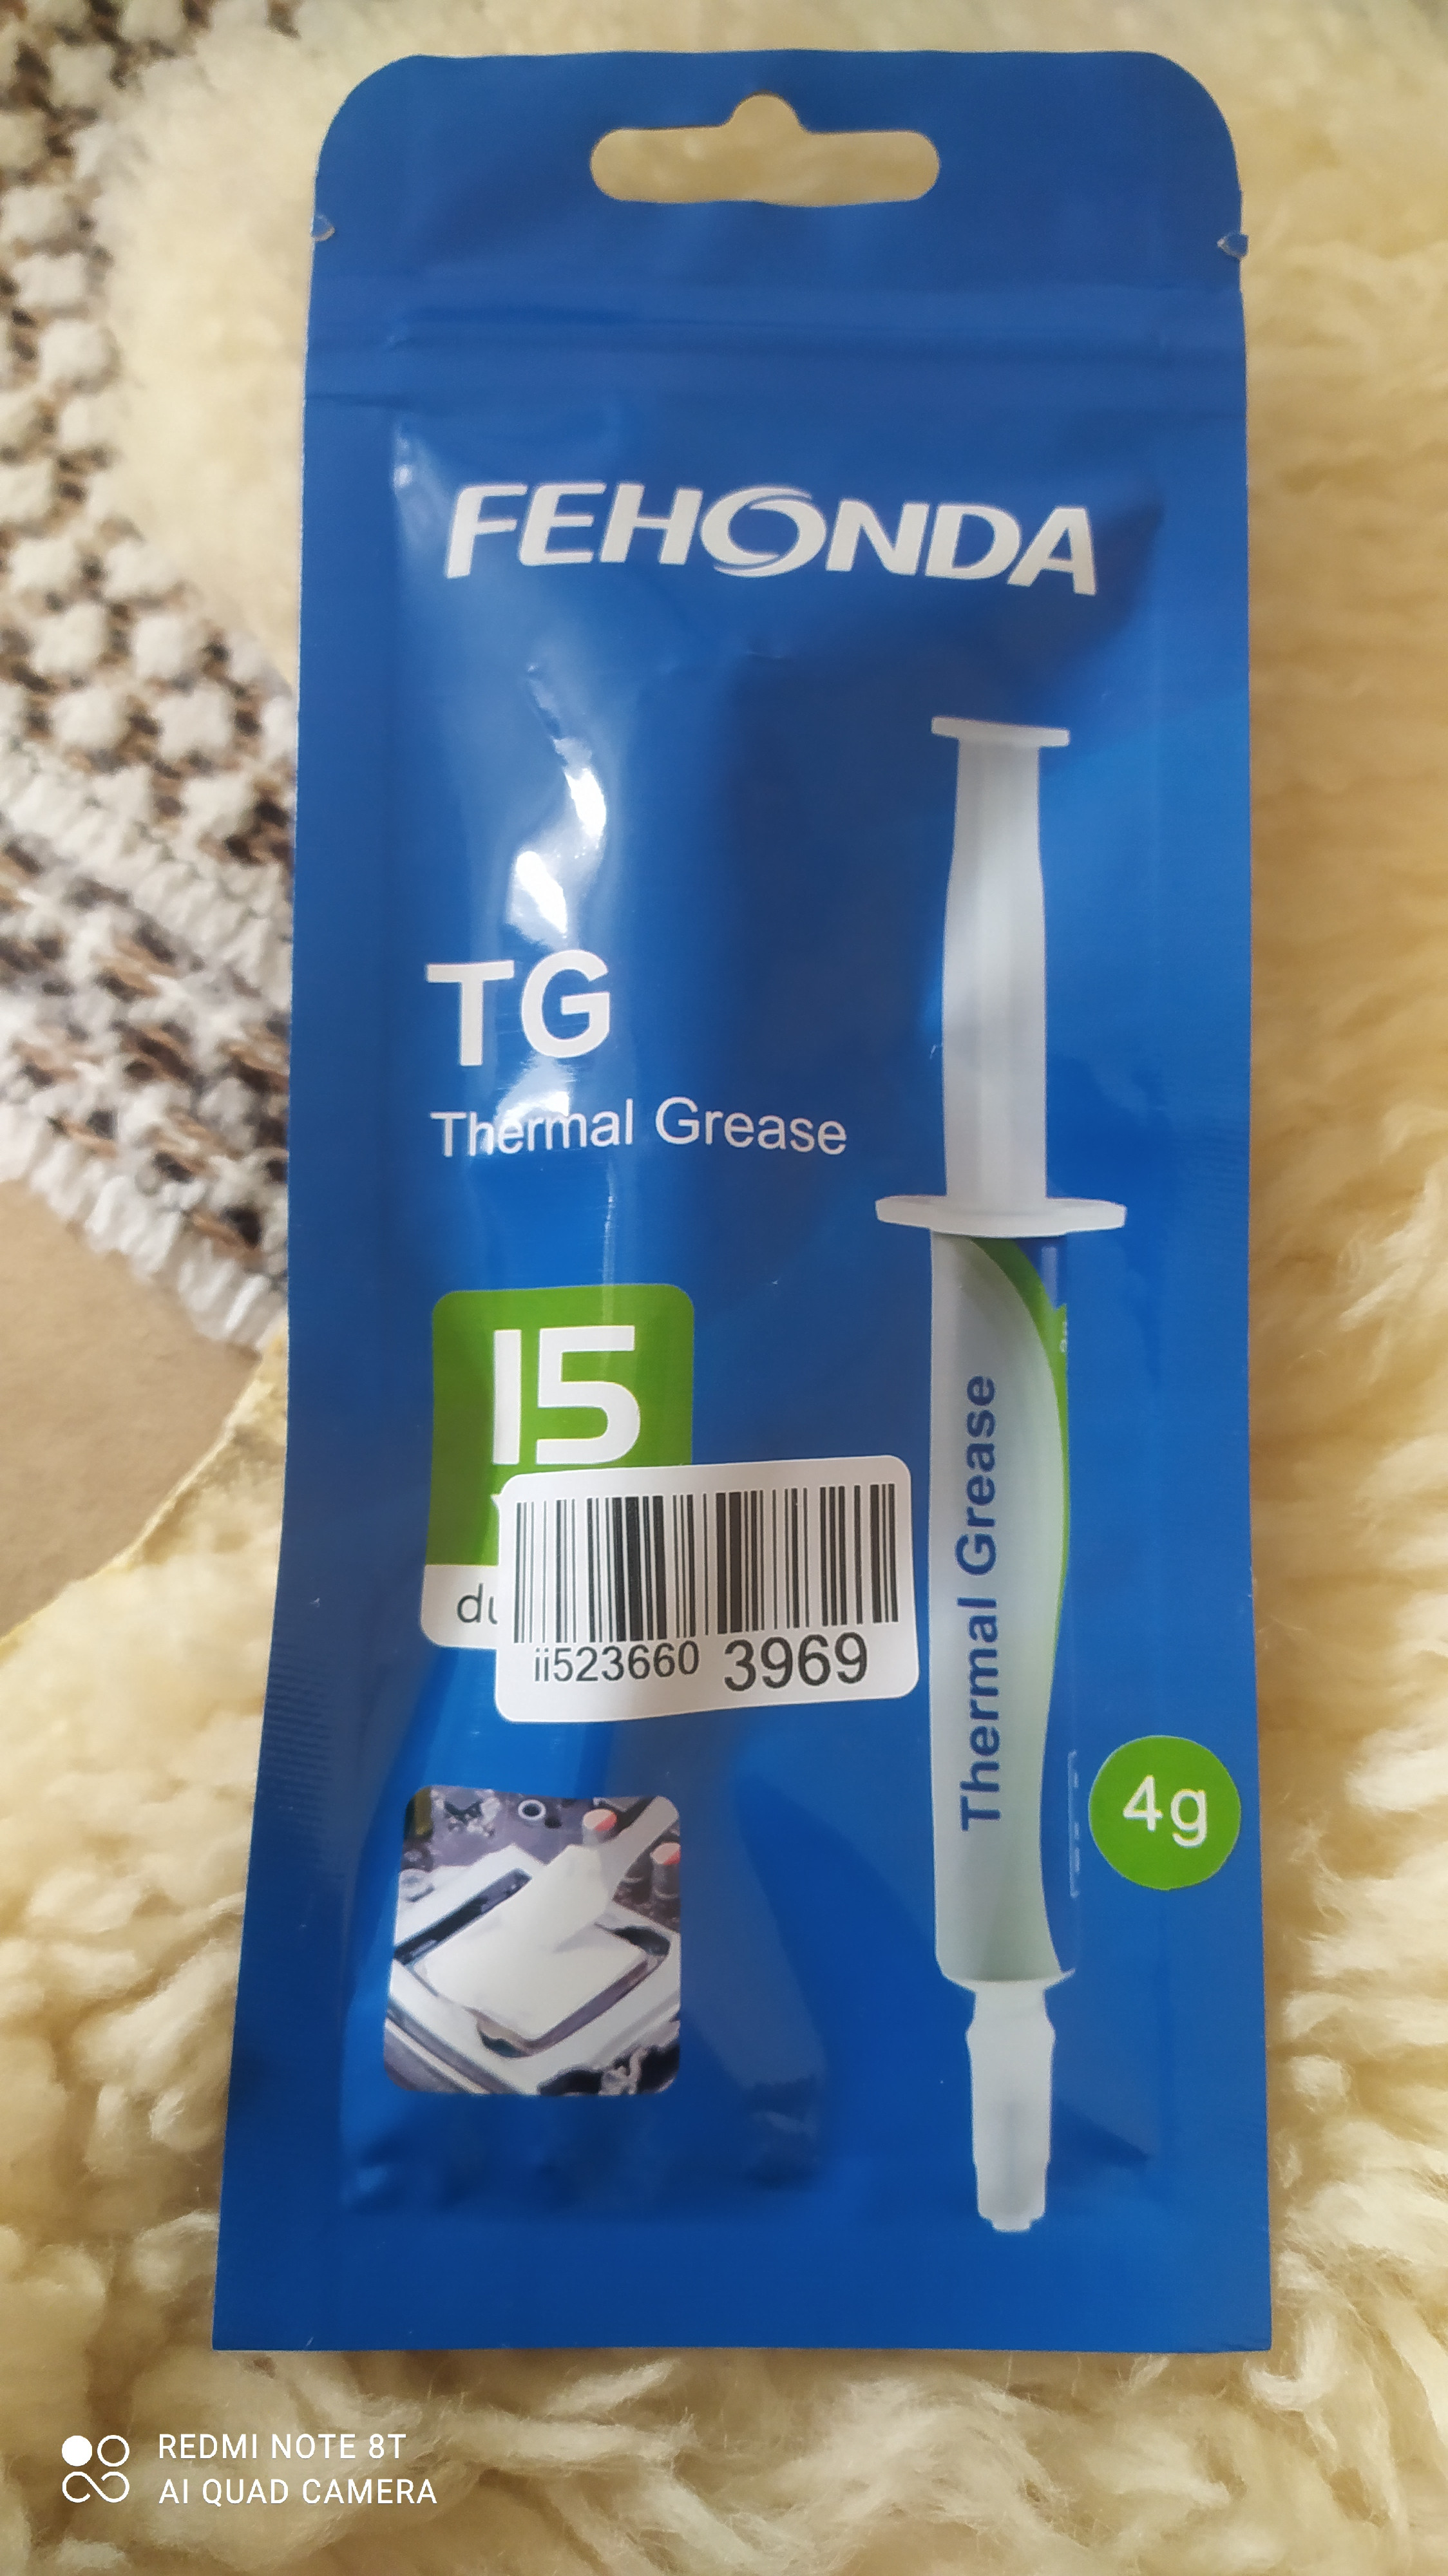 FEHONDA
TG
Thermal Grease
15
ii523660 3969
Thermal Grease
4g
REDMI NOTE 8T
AI QUAD CAMERA